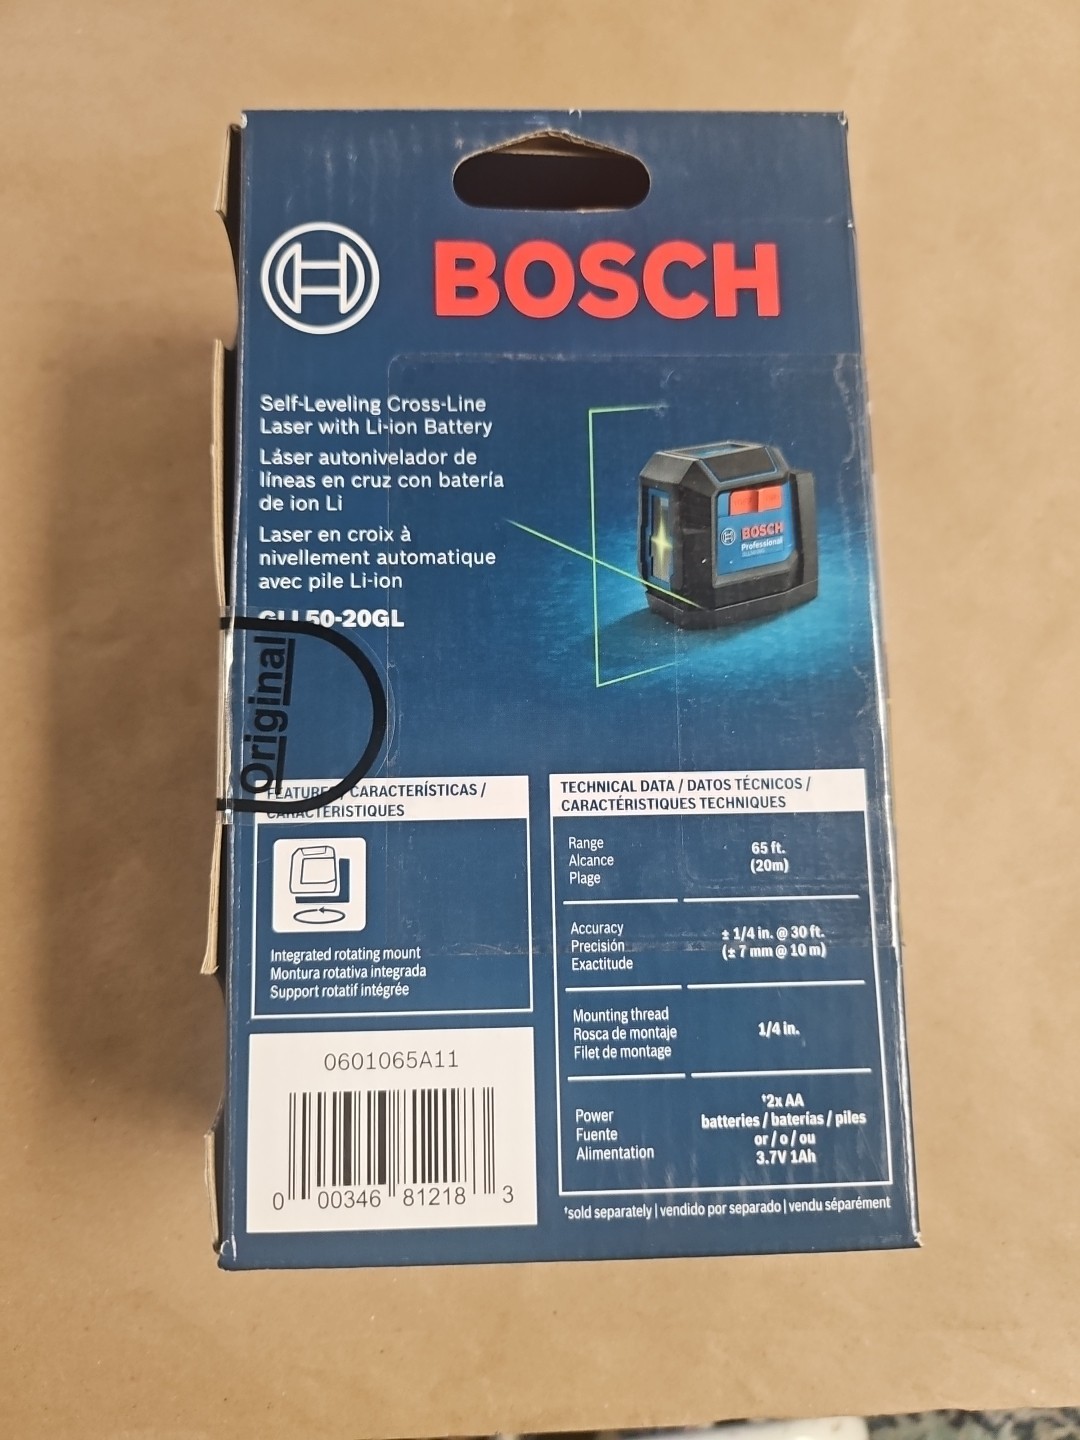 BOSCH
Self-Leveling Cross-Line
Laser with Li-ion Battery
Láser autonivelador de
líneas en cruz con batería
de ion Li
Laser en croix à
nivellement automatique
avec pile Li-ion
GLL50-20GL
BOSCH
Professional
Original
FEATURES / CARACTERÍSTICAS /
CARACTÉRISTIQUES
Integrated rotating mount
Montura rotativa integrada
Support rotatif intégrée
0601065A11
0 00346 81218 3
TECHNICAL DATA / DATOS TÉCNICOS /
CARACTÉRISTIQUES TECHNIQUES
Range
Alcance
Plage
65 ft.
(20m)
Accuracy
Precisión
Exactitude
± 1/4 in. @ 30 ft.
(± 7 mm @ 10 m)
Mounting thread
Rosca de montaje
Filet de montage
1/4 in.
Power
Fuente
Alimentation
†2x AA
batteries / baterías / piles
or / o / ou
3.7V 1Ah
†sold separately | vendido por separado | vendu séparément